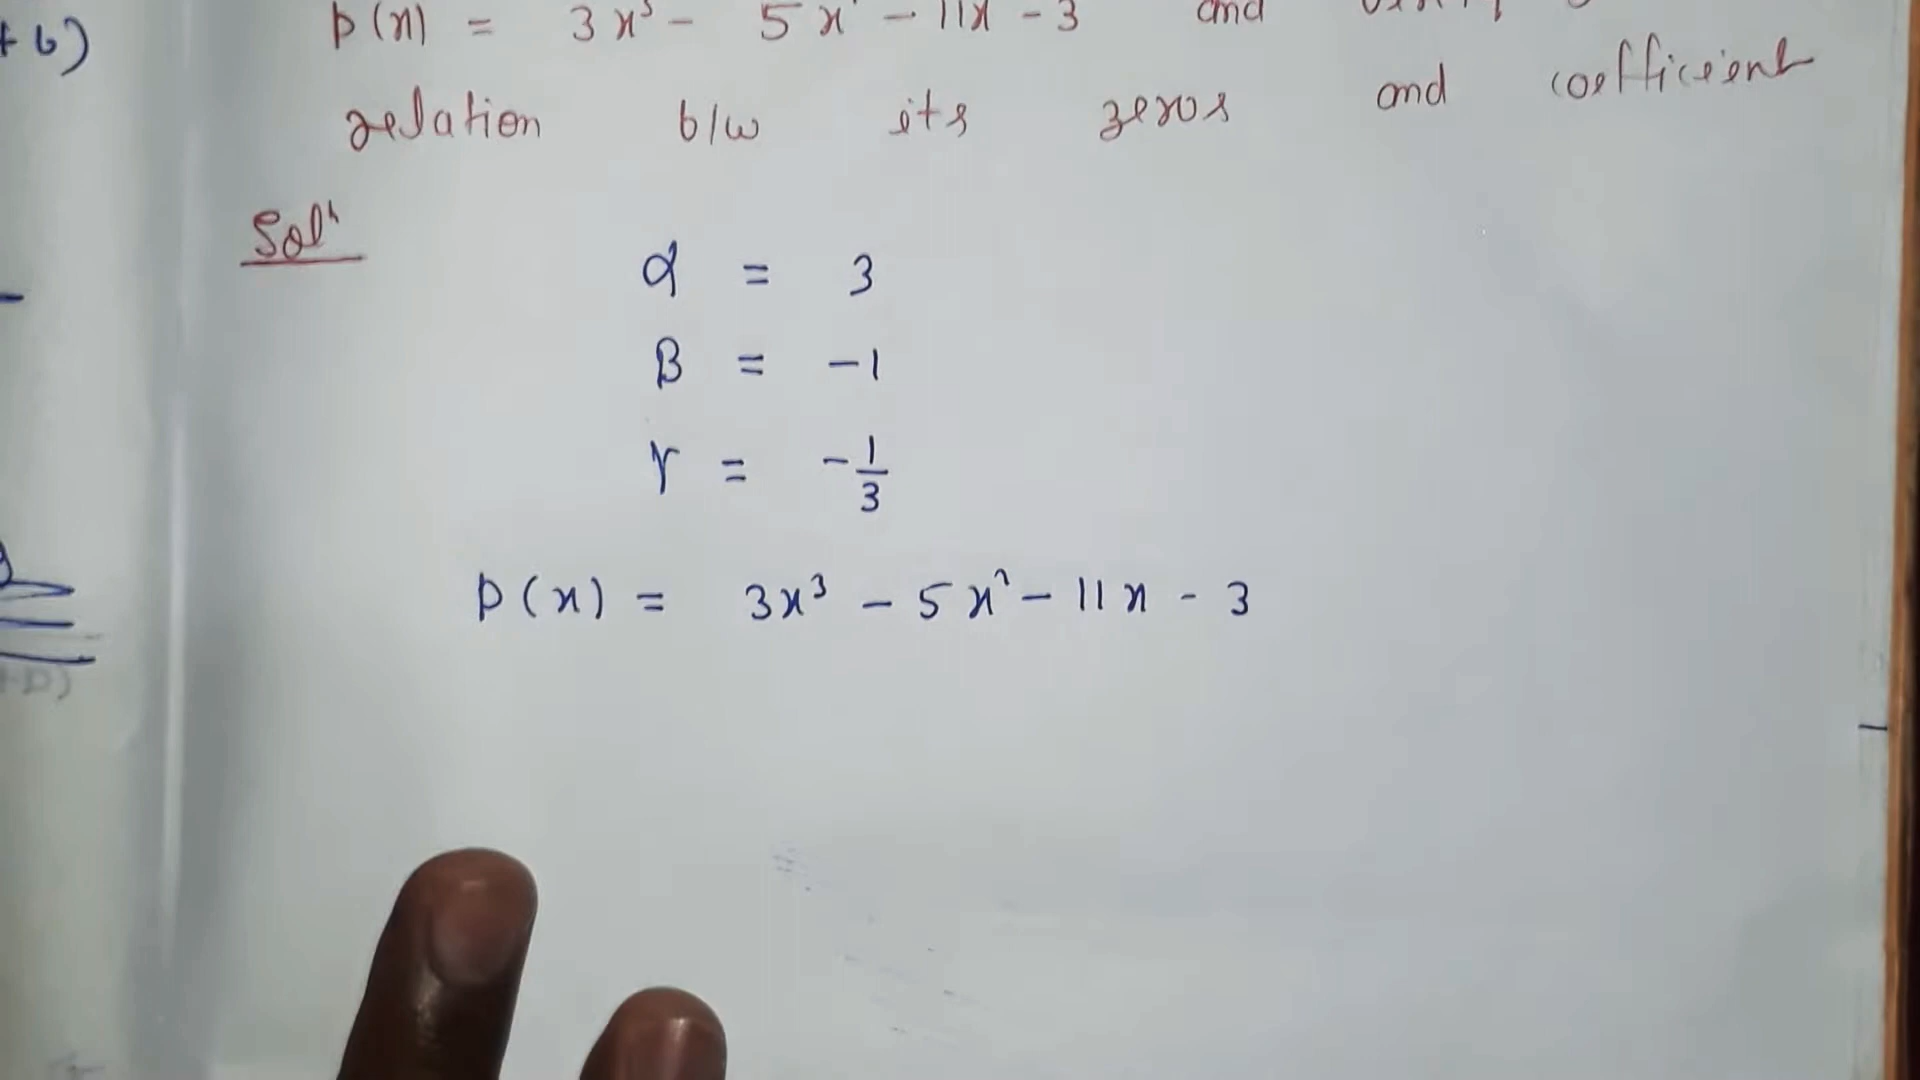 + b)
p(x) = 3x³ - 5x² - 11x - 3 and
relation b/w its zeros and coefficient
Solⁿ
α = 3
β = -1
γ = -1/3
p(x) = 3x³ - 5x² - 11x - 3